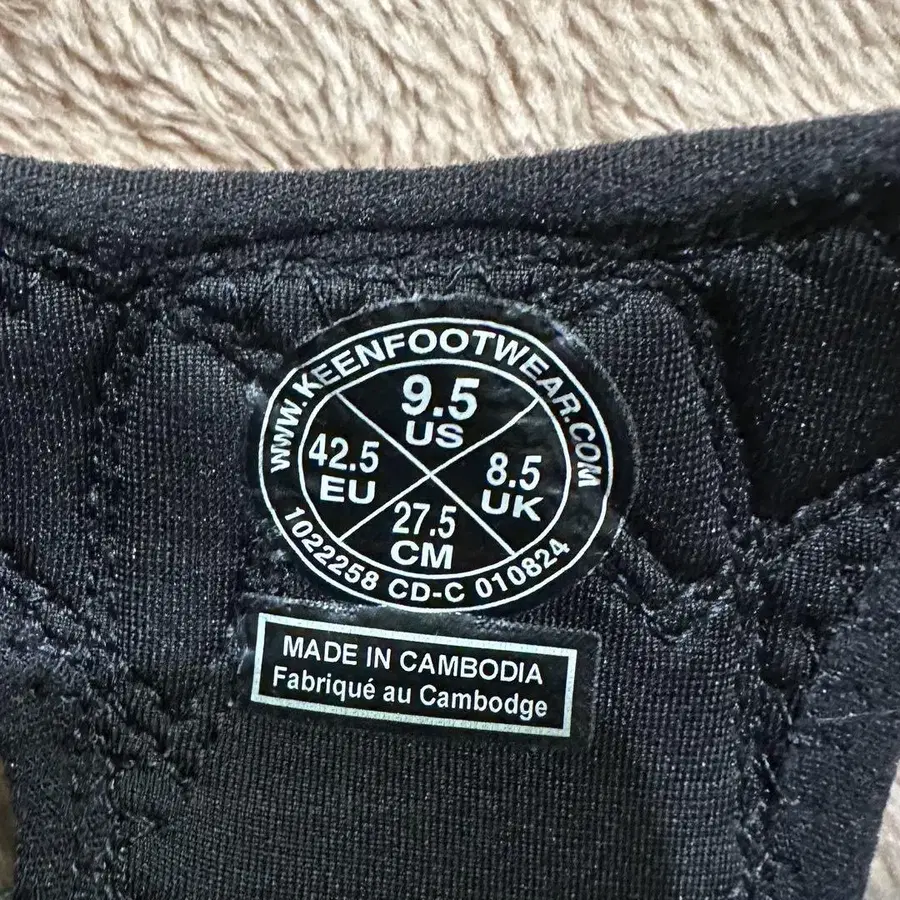 WWW.KEENFOOTWEAR.COM
9.5
US
42.5
EU
8.5
UK
27.5
CM
1022258 CD-C 010824
MADE IN CAMBODIA
Fabriqué au Cambodge